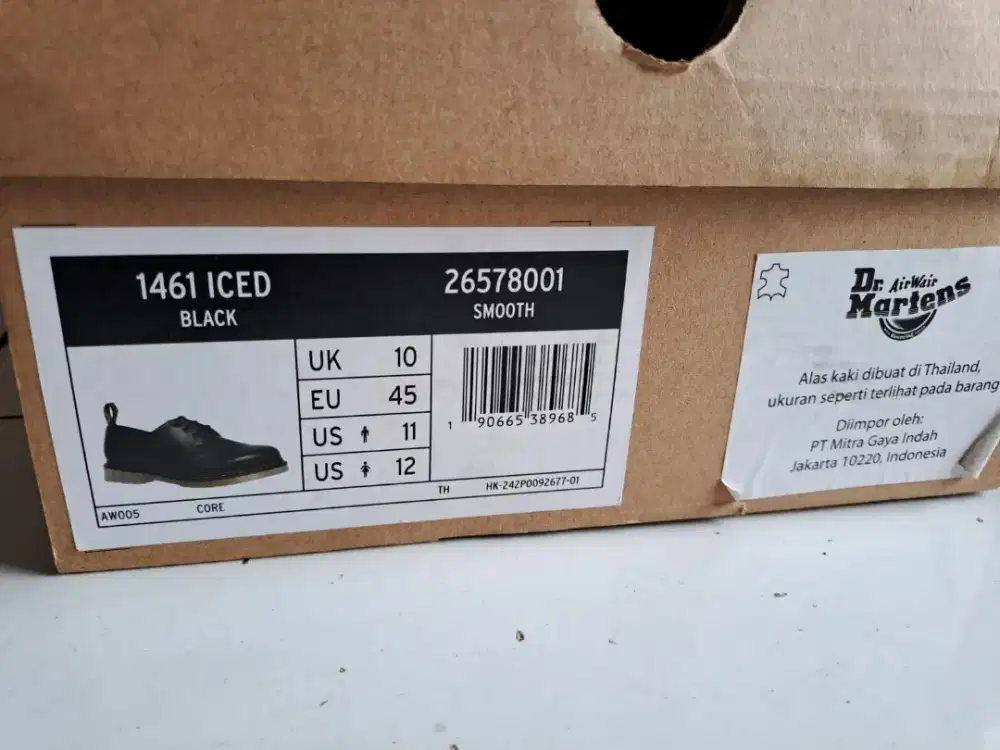 1461 ICED
BLACK
26578001
SMOOTH
UK 10
EU 45
US 11
US 12
1 90665 38968 5
AW005 CORE TH HK-242P0092677-01
Dr. AirWair
Martens
Alas kaki dibuat di Thailand,
ukuran seperti terlihat pada barang
Diimpor oleh:
PT Mitra Gaya Indah
Jakarta 10220, Indonesia